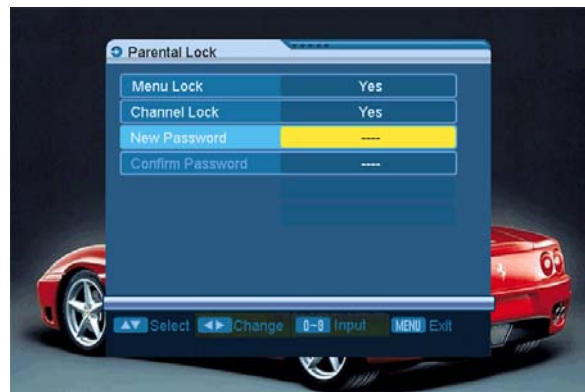 Parental Lock
Menu Lock Yes
Channel Lock Yes
New Password ----
Confirm Password ----
Select Change 0~9 Input MENU Exit